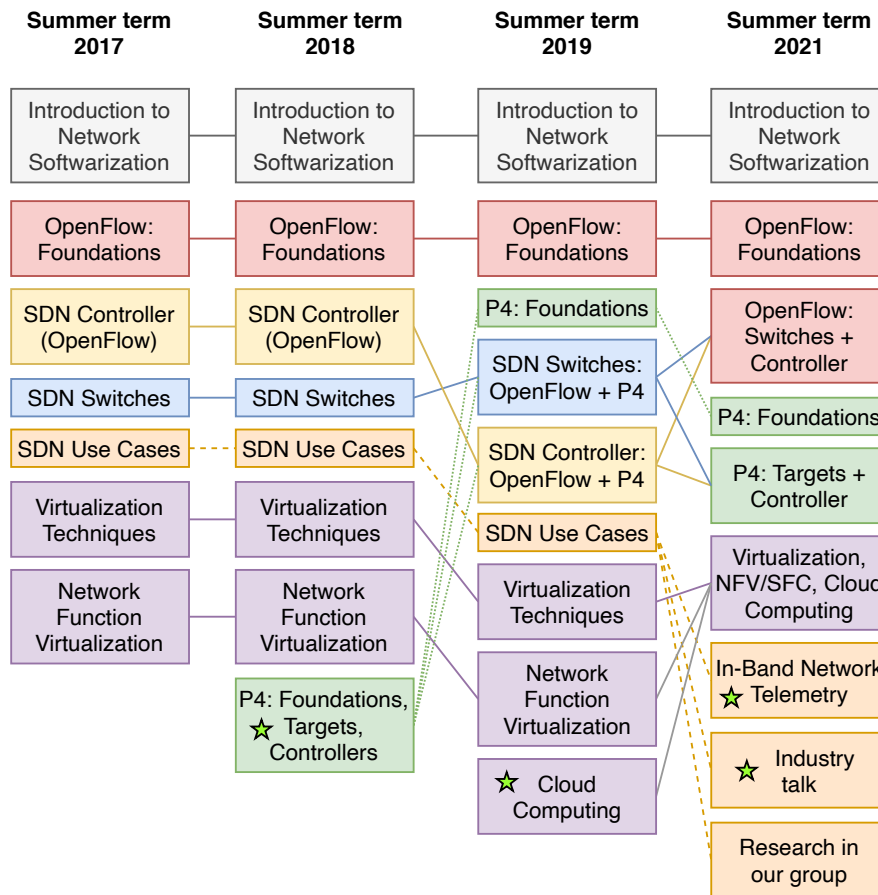 Summer term
2017
Introduction to
Network
Softwarization
OpenFlow:
Foundations
SDN Controller
(OpenFlow)
SDN Switches
SDN Use Cases
Virtualization
Techniques
Network
Function
Virtualization
Summer term
2018
Introduction to
Network
Softwarization
OpenFlow:
Foundations
SDN Controller
(OpenFlow)
SDN Switches
SDN Use Cases
Virtualization
Techniques
Network
Function
Virtualization
P4: Foundations,
Targets,
Controllers
Summer term
2019
Introduction to
Network
Softwarization
OpenFlow:
Foundations
P4: Foundations
SDN Switches:
OpenFlow + P4
SDN Controller:
OpenFlow + P4
SDN Use Cases
Virtualization
Techniques
Network
Function
Virtualization
Cloud
Computing
Summer term
2021
Introduction to
Network
Softwarization
OpenFlow:
Foundations
OpenFlow:
Switches +
Controller
P4: Foundations
P4: Targets +
Controller
Virtualization,
NFV/SFC, Cloud
Computing
In-Band Network
Telemetry
Industry
talk
Research in
our group